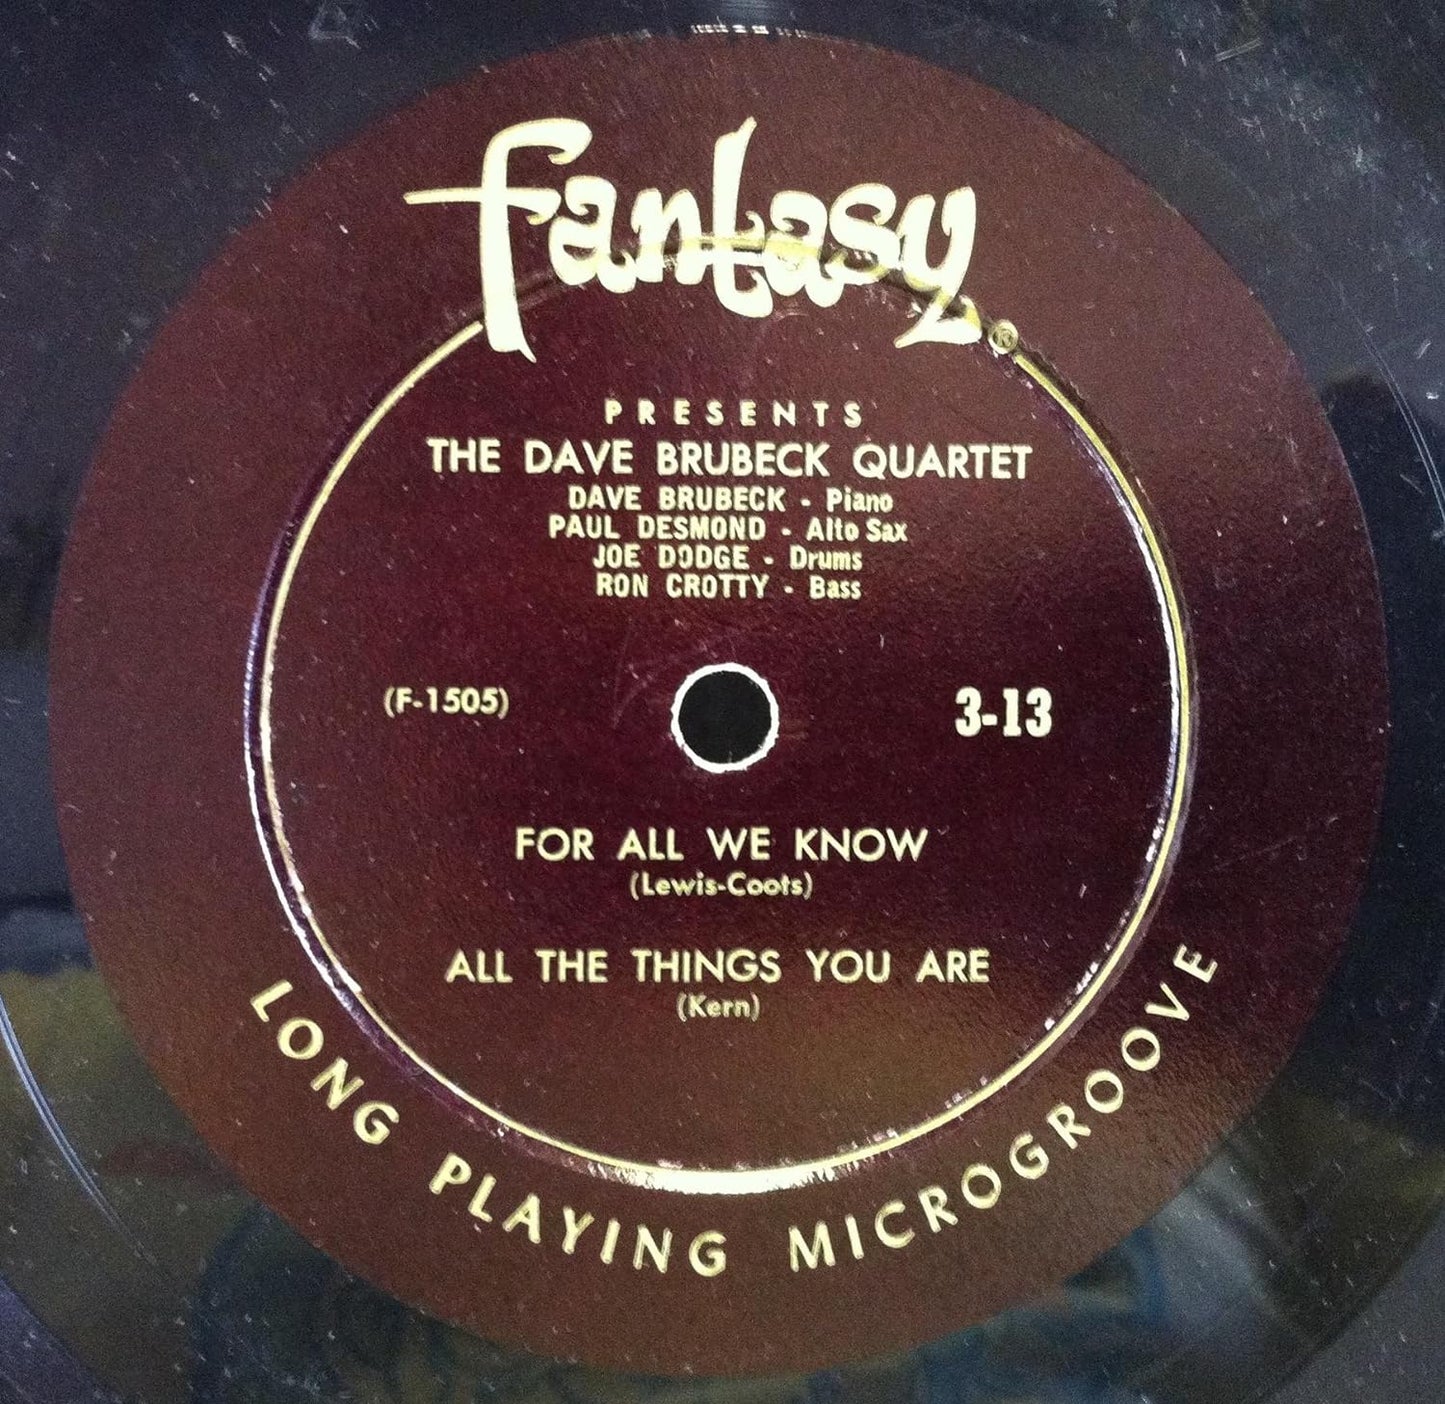 fantasy ®
PRESENTS
THE DAVE BRUBECK QUARTET
DAVE BRUBECK - Piano
PAUL DESMOND - Alto Sax
JOE DODGE - Drums
RON CROTTY - Bass
(F-1505)
3-13
FOR ALL WE KNOW
(Lewis-Coots)
ALL THE THINGS YOU ARE
(Kern)
LONG PLAYING MICROGROOVE